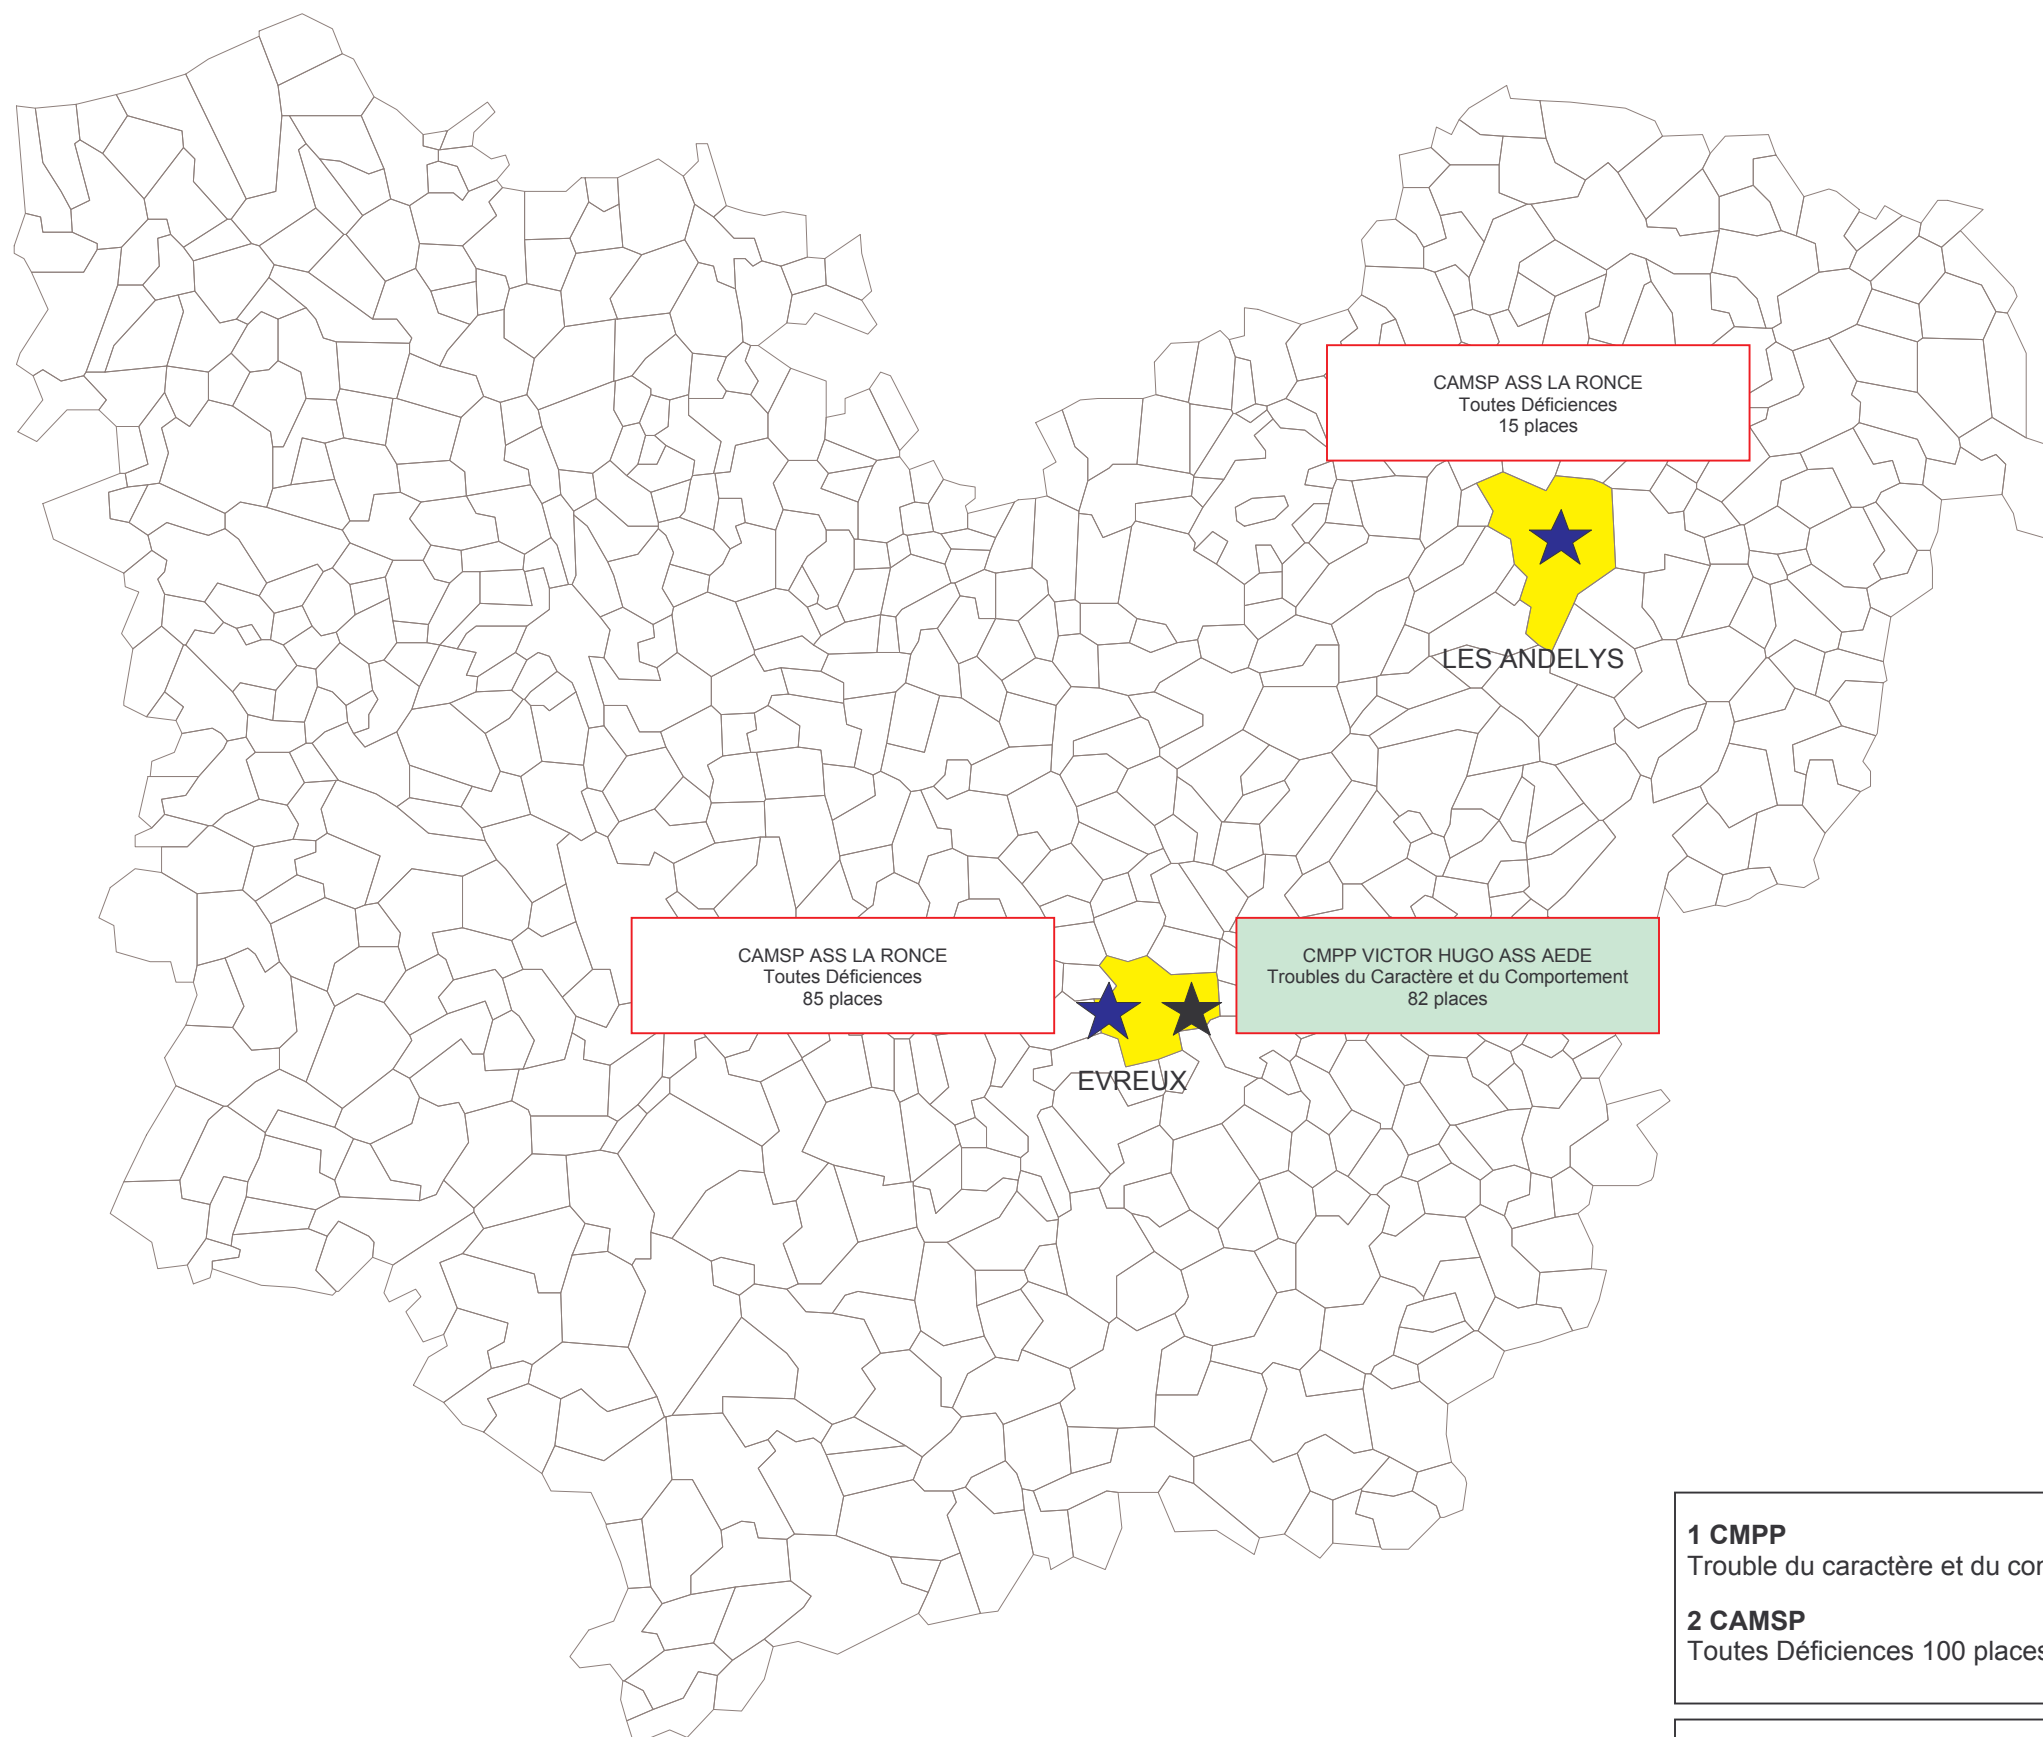 CAMSP ASS LA RONCE
Toutes Déficiences
15 places
LES ANDELYS
CAMSP ASS LA RONCE
Toutes Déficiences
85 places
CMPP VICTOR HUGO ASS AEDE
Troubles du Caractère et du Comportement
82 places
EVREUX
1 CMPP
Trouble du caractère et du
2 CAMSP
Toutes Déficiences 100 places